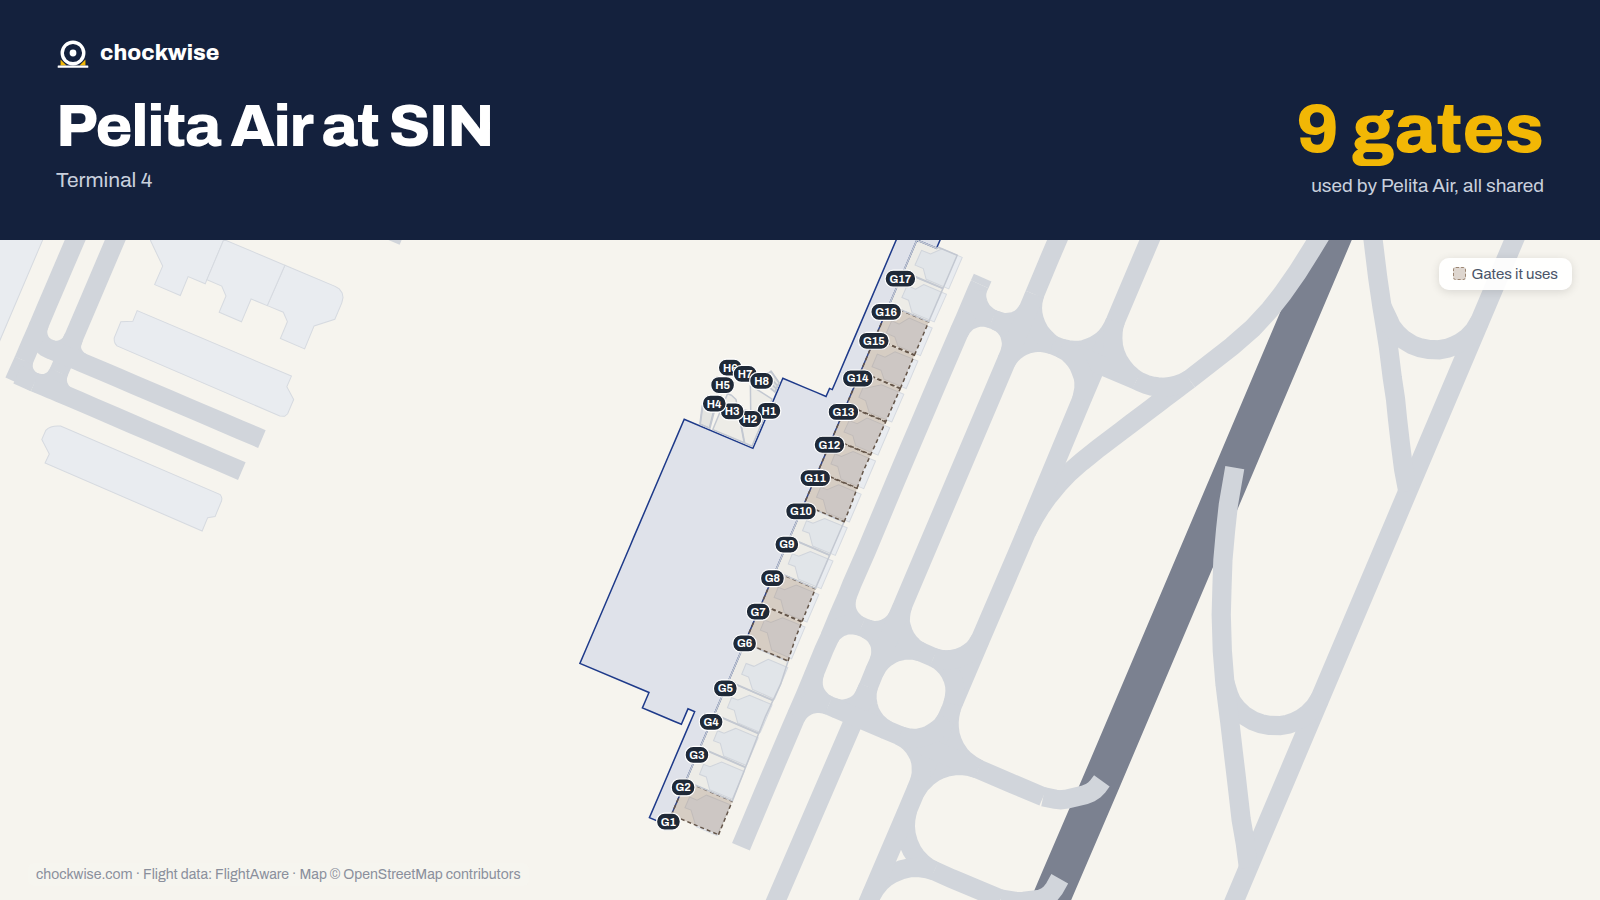 chockwise
Pelita Air at SIN
Terminal 4
9 gates
used by Pelita Air, all shared
Gates it uses
G17
G16
G15
G14
G13
G12
G11
G10
G9
G8
G7
G6
G5
G4
G3
G2
G1
H6
H7
H8
H5
H4
H3
H2
H1
chockwise.com · Flight data: FlightAware · Map © OpenStreetMap contributors